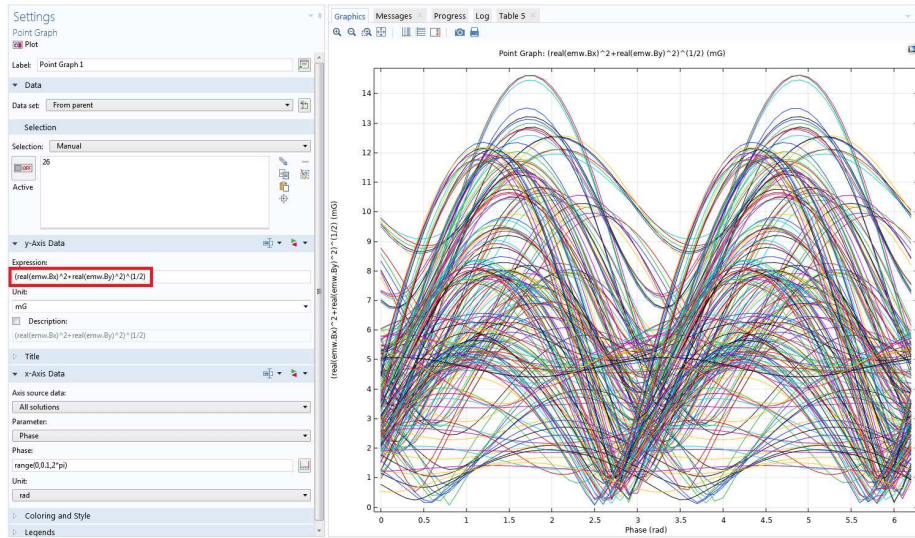 Settings
Point Graph
Plot
Label: Point Graph 1
Data
Data set: From parent
Selection
Selection: Manual
OFF
26
Active
y-Axis Data
Expression:
(real(emw.Bx)^2+real(emw.By)^2)^(1/2)
Unit:
mG
Description:
(real(emw.Bx)^2+real(emw.By)^2)^(1/2)
Title
x-Axis Data
Axis source data:
All solutions
Parameter:
Phase
Phase:
range(0,0.1,2*pi)
Unit:
rad
Coloring and Style
Legends
Graphics Messages Progress Log Table 5
Point Graph: (real(emw.Bx)^2+real(emw.By)^2)^(1/2) (mG)
(real(emw.Bx)^2+real(emw.By)^2)^(1/2) (mG)
14
13
12
11
10
9
8
7
6
5
4
3
2
1
0
0 0.5 1 1.5 2 2.5 3 3.5 4 4.5 5 5.5 6
Phase (rad)